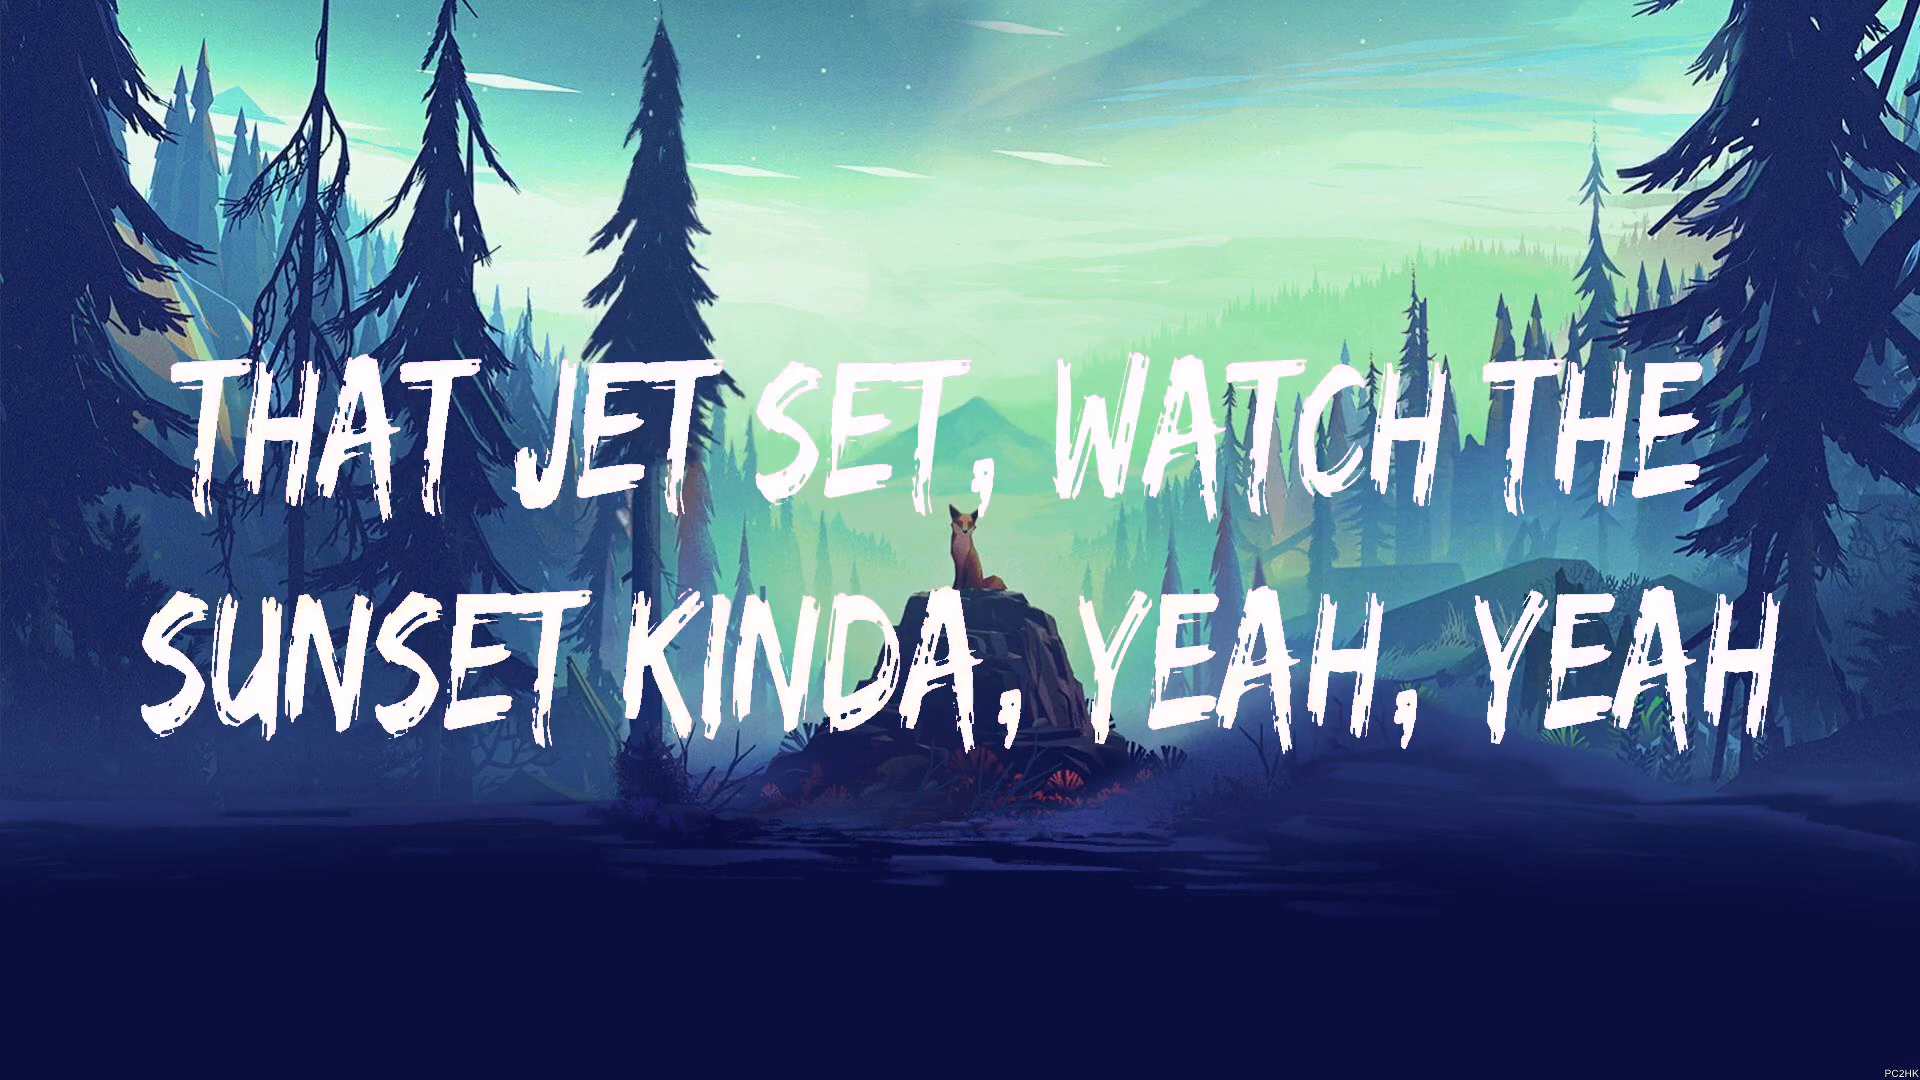 THAT JET SET, WATCH THE
SUNSET KINDA, YEAH, YEAH
PC2HK